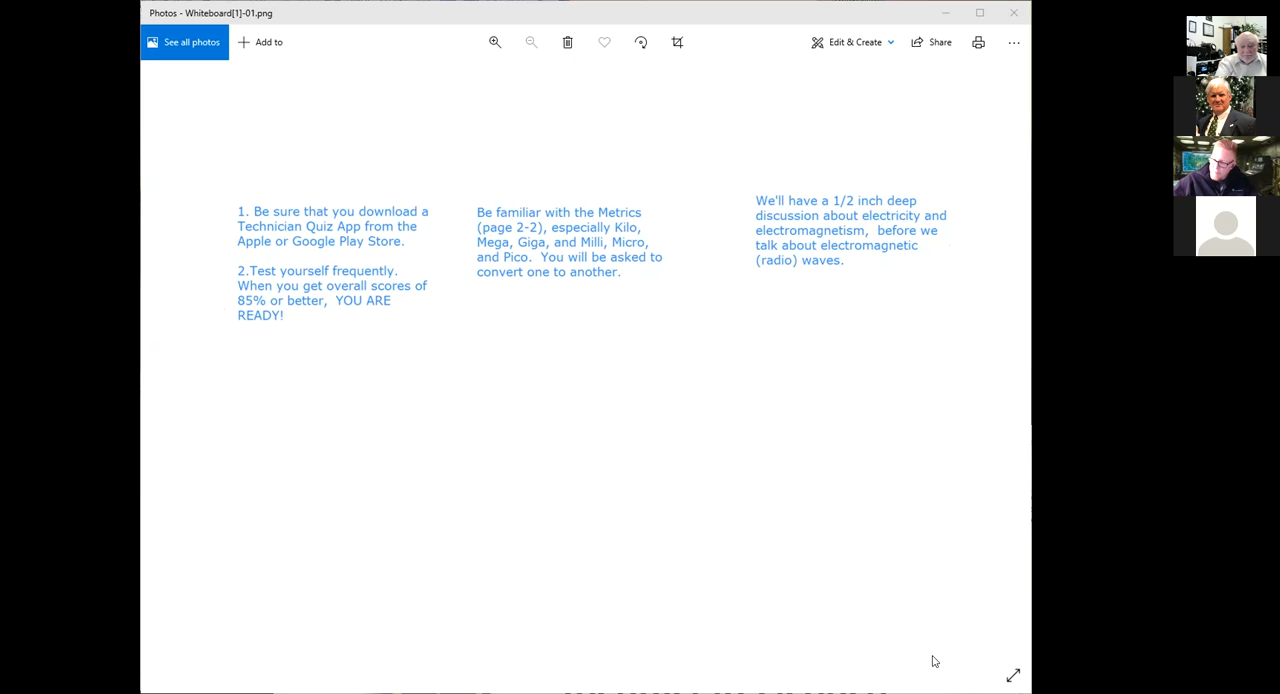 Photos - Whiteboard[1]-01.png
See all photos
Add to
Edit & Create
Share
1. Be sure that you download a
Technician Quiz App from the
Apple or Google Play Store.
2.Test yourself frequently.
When you get overall scores of
85% or better,  YOU ARE
READY!
Be familiar with the Metrics
(page 2-2), especially Kilo,
Mega, Giga, and Milli, Micro,
and Pico.  You will be asked to
convert one to another.
We'll have a 1/2 inch deep
discussion about electricity and
electromagnetism,  before we
talk about electromagnetic
(radio) waves.